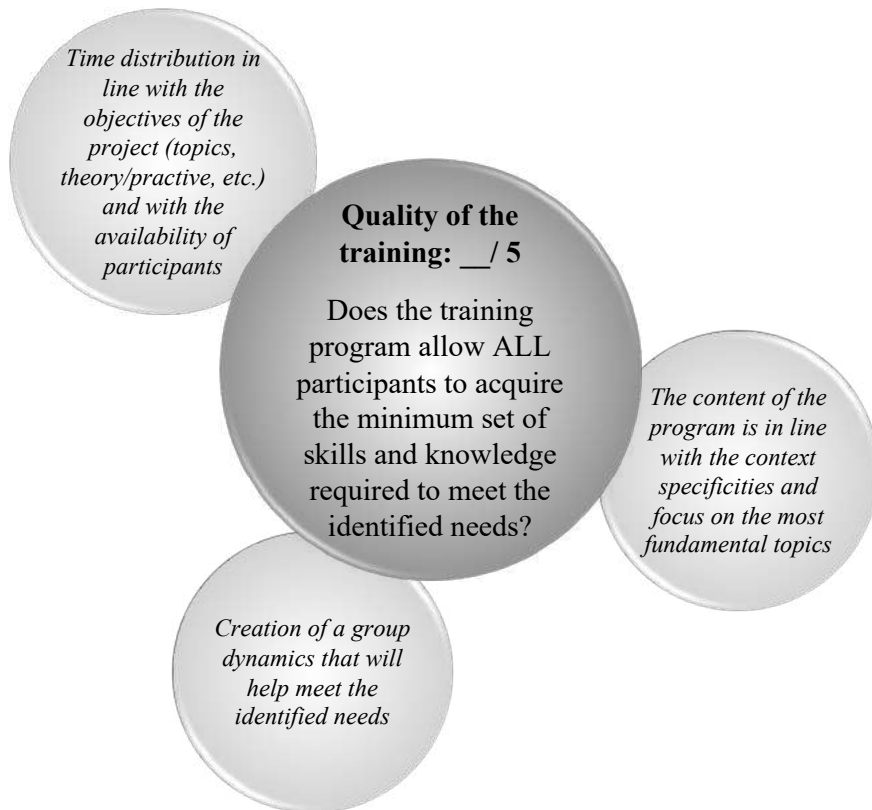 Time distribution in
line with the
objectives of the
project (topics,
theory/practive, etc.)
and with the
availability of
participants
Quality of the
training: __/ 5
Does the training
program allow ALL
participants to acquire
the minimum set of
skills and knowledge
required to meet the
identified needs?
The content of the
program is in line
with the context
specificities and
focus on the most
fundamental topics
Creation of a group
dynamics that will
help meet the
identified needs